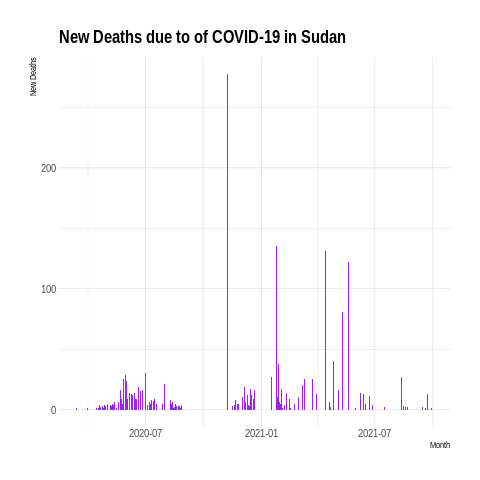 New Deaths due to of COVID-19 in Sudan
New Deaths
200
100
0
2020-07
2021-01
2021-07
Month